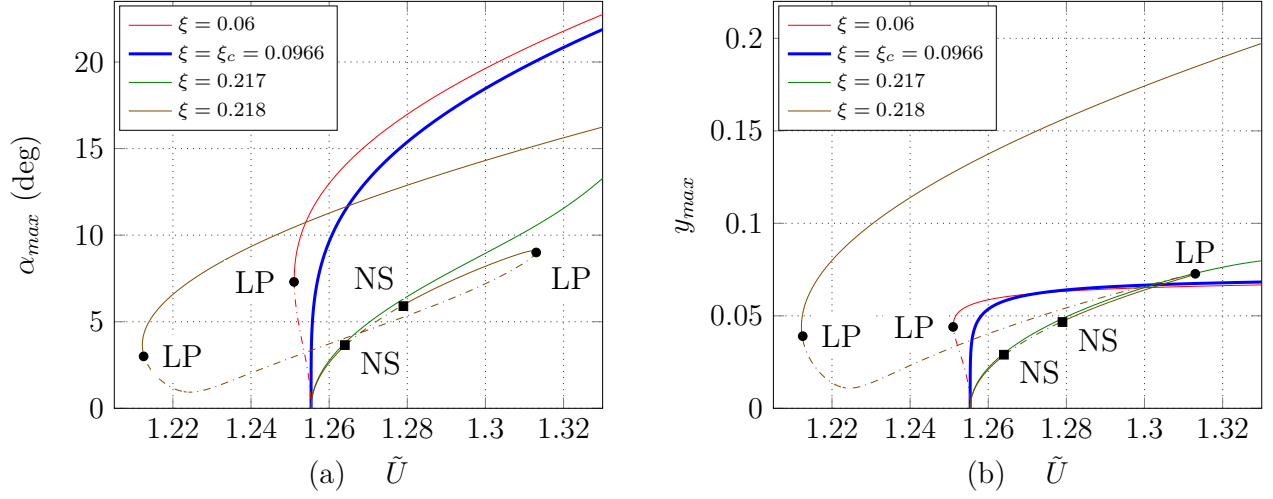 ξ = 0.06
ξ = ξ_c = 0.0966
ξ = 0.217
ξ = 0.218
α_max (deg)
20
15
10
5
0
LP
LP
NS
NS
LP
1.22 1.24 1.26 1.28 1.3 1.32
(a) Ũ
ξ = 0.06
ξ = ξ_c = 0.0966
ξ = 0.217
ξ = 0.218
y_max
0.2
0.15
0.1
0.05
0
LP
LP
LP
NS
NS
1.22 1.24 1.26 1.28 1.3 1.32
(b) Ũ